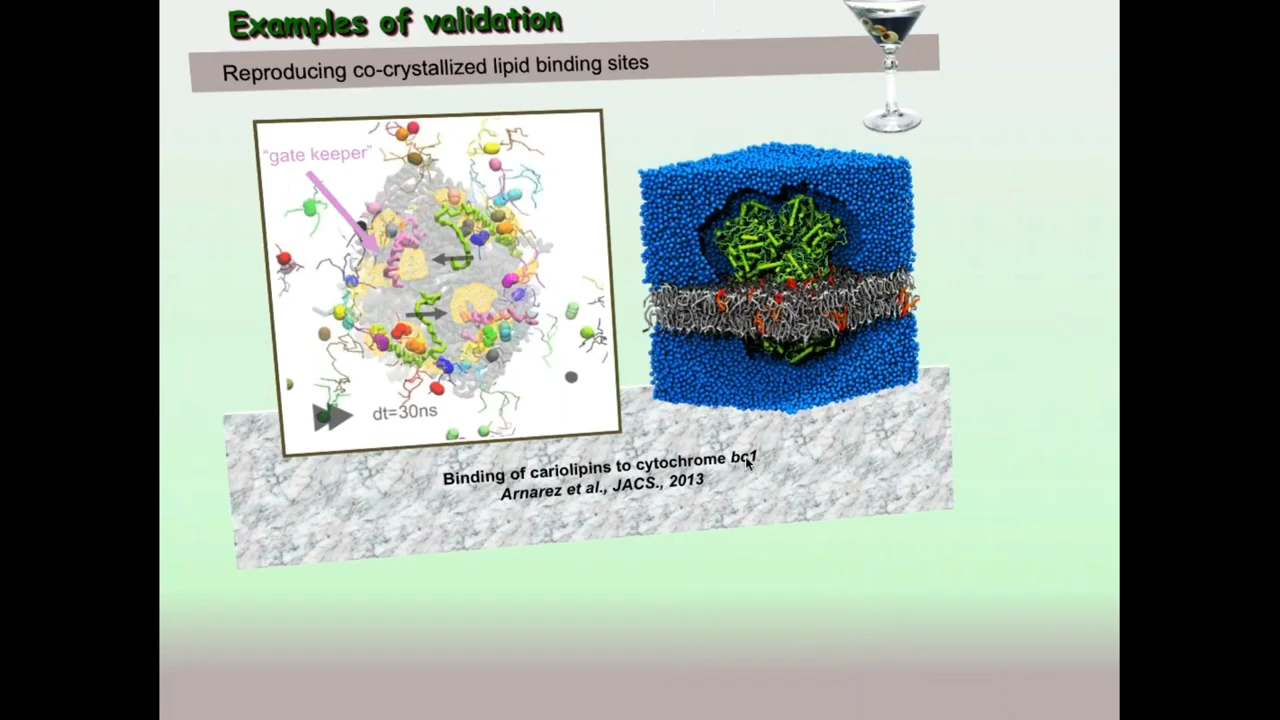 Examples of validation
Reproducing co-crystallized lipid binding sites
"gate keeper"
dt=30ns
Binding of cariolipins to cytochrome bc1
Arnarez et al., JACS., 2013